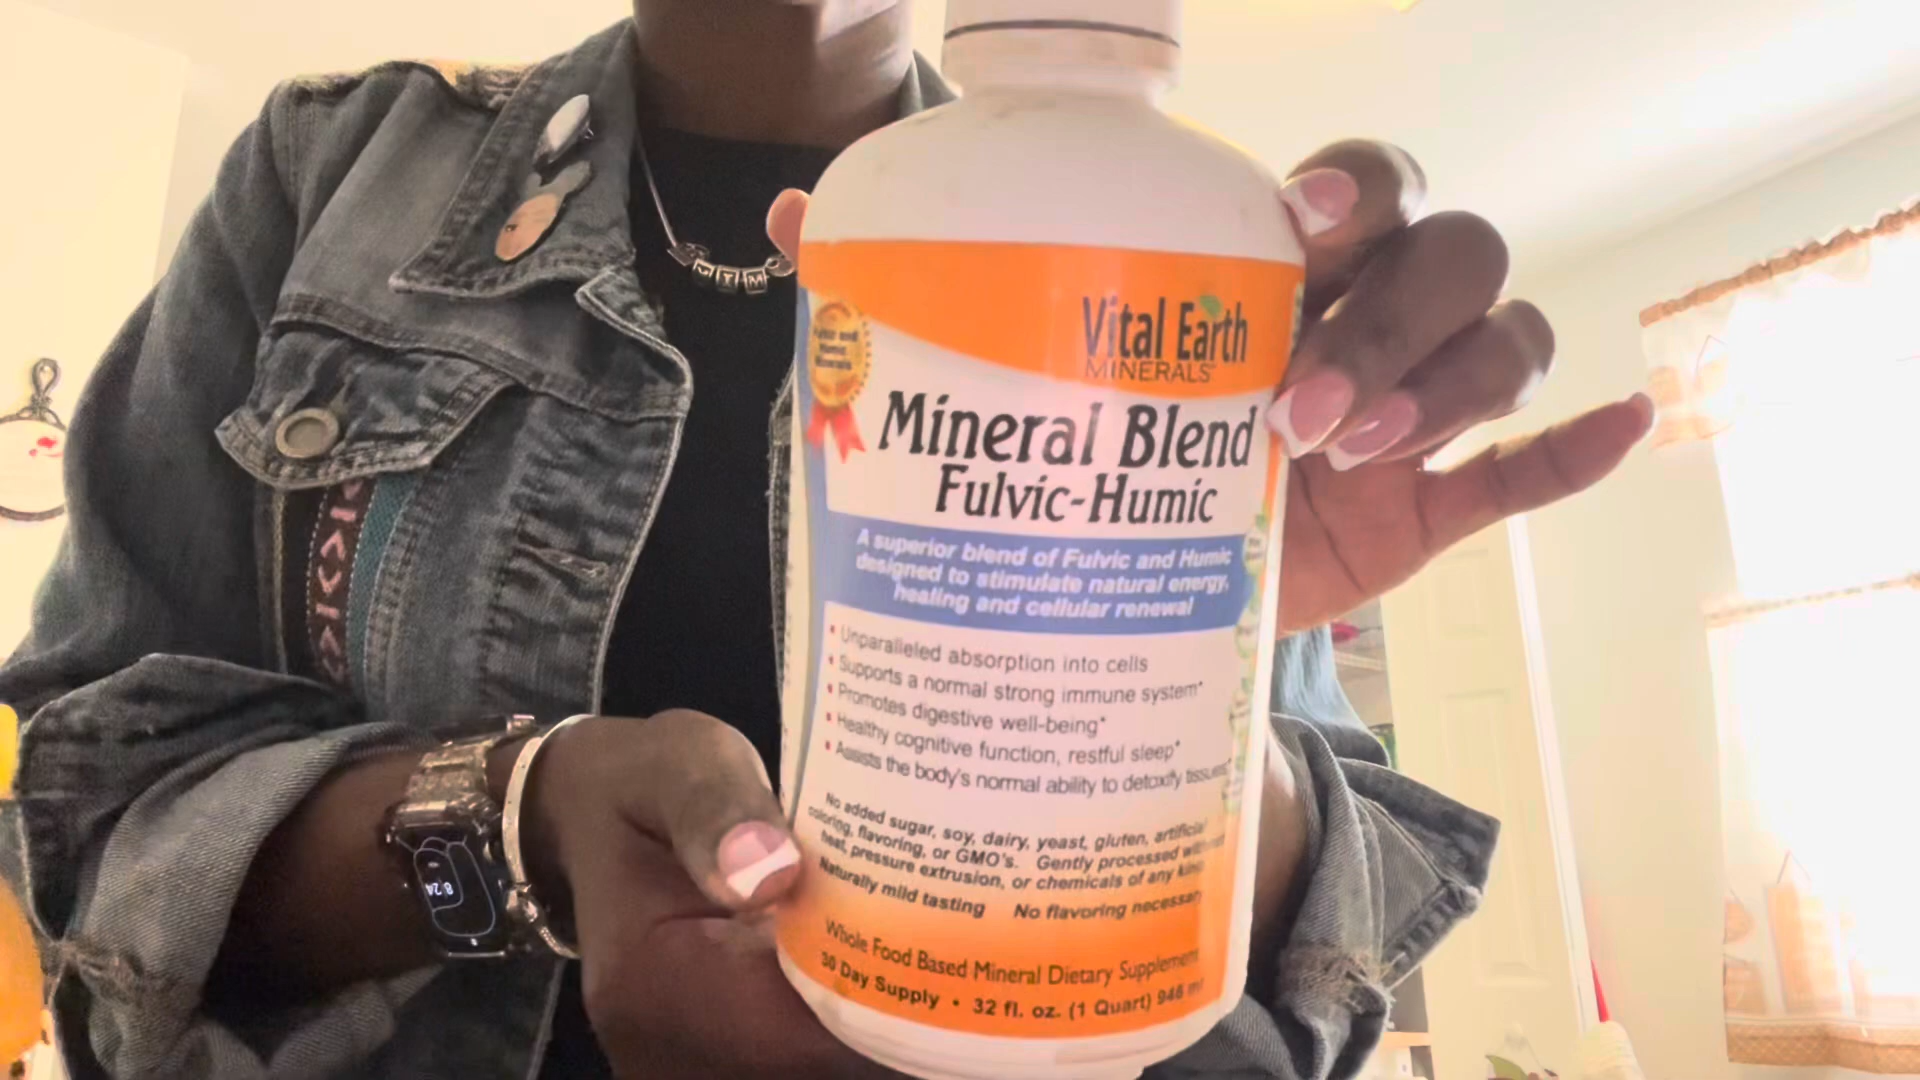 Vital Earth
MINERALS
Mineral Blend
Fulvic-Humic
A superior blend of Fulvic and Humic
designed to stimulate natural energy,
healing and cellular renewal
Unparalleled absorption into cells
Supports a normal strong immune system*
Promotes digestive well-being*
Healthy cognitive function, restful sleep*
Assists the body's normal ability to detoxify tissues*
No added sugar, soy, dairy, yeast, gluten, artificial
coloring, flavoring, or GMO's. Gently processed without
heat, pressure extrusion, or chemicals of any kind
Naturally mild tasting No flavoring necessary
Whole Food Based Mineral Dietary Supplement
30 Day Supply • 32 fl. oz. (1 Quart) 946 ml
8:24